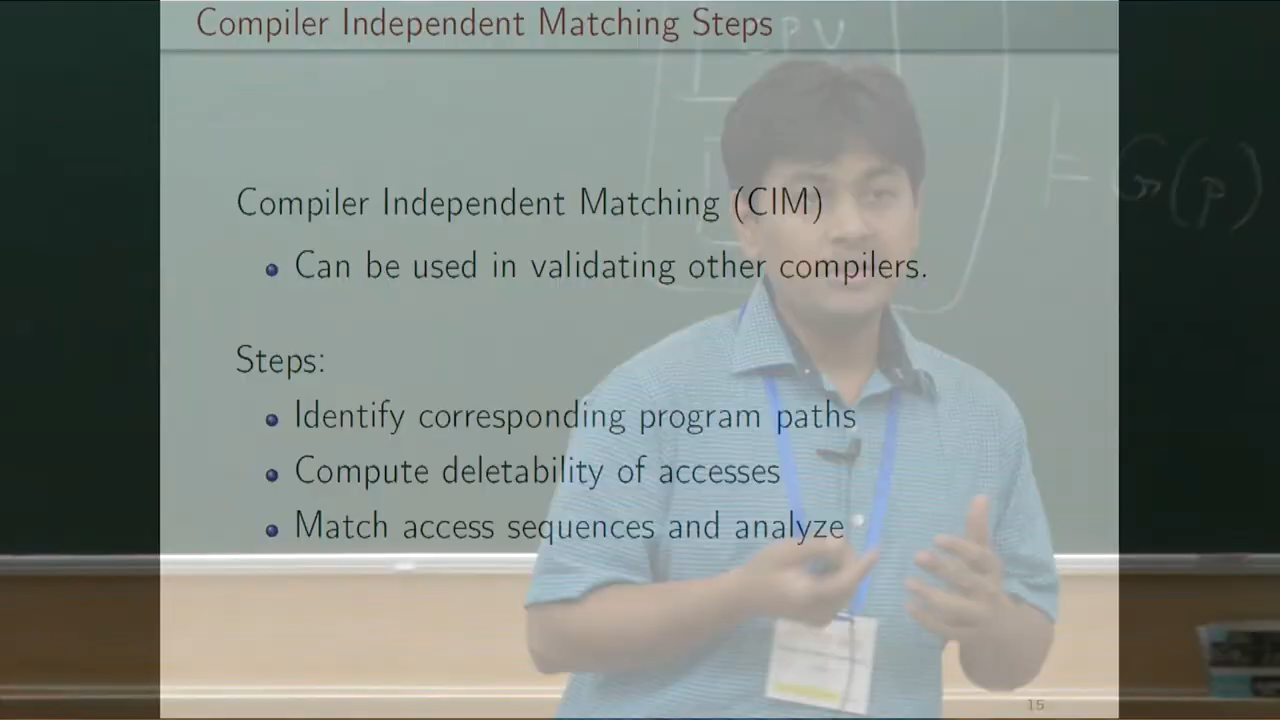 Compiler Independent Matching Steps
CPU
⊨ G(p)
Compiler Independent Matching (CIM)
Can be used in validating other compilers.
Steps:
Identify corresponding program paths
Compute deletability of accesses
Match access sequences and analyze
15